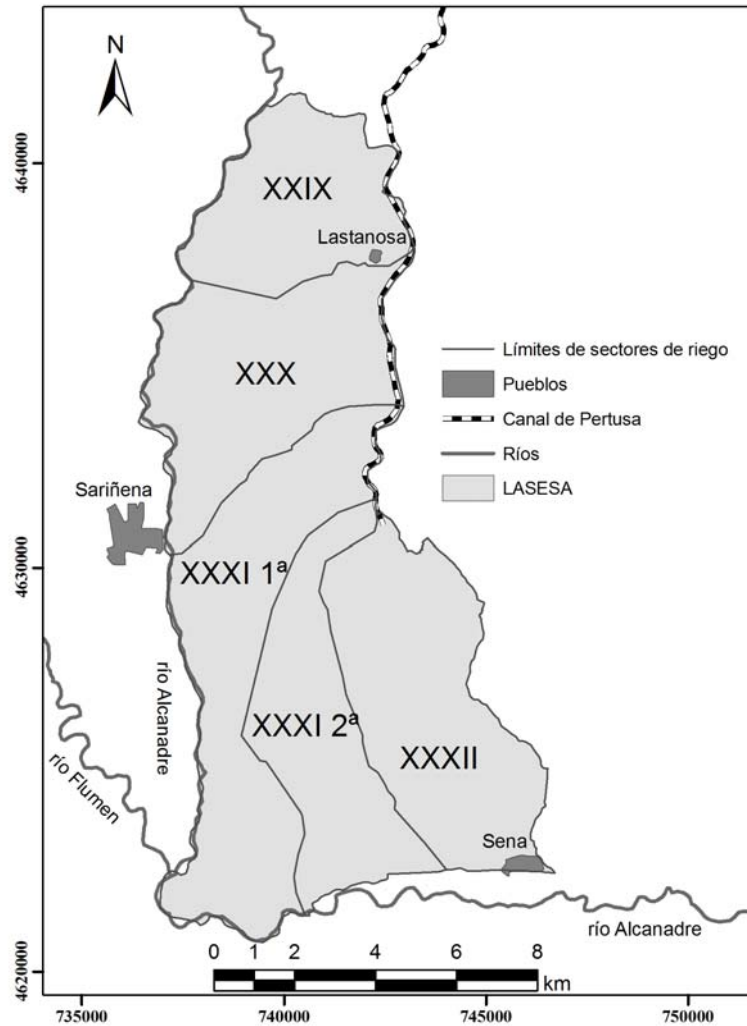 N
4640000
XXIX
Lastanosa
Límites de sectores de riego
XXX
Pueblos
Canal de Pertusa
Ríos
Sariñena
LASESA
4630000
XXXI 1ª
río Alcanadre
XXXI 2ª
XXXII
río Flumen
Sena
río Alcanadre
0 1 2 4 6 8
km
4620000
735000 740000 745000 750000